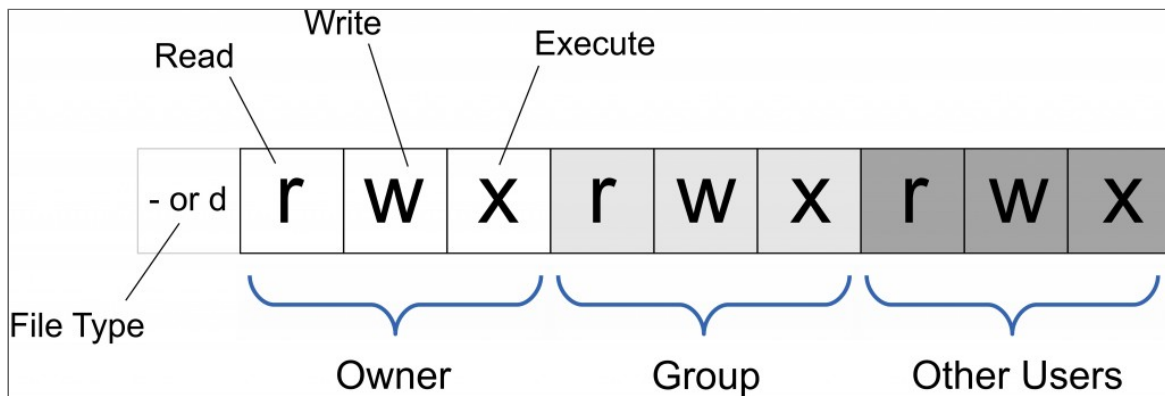 Write
Read
Execute
- or d r w x r w x r w x
File Type
Owner Group Other Users